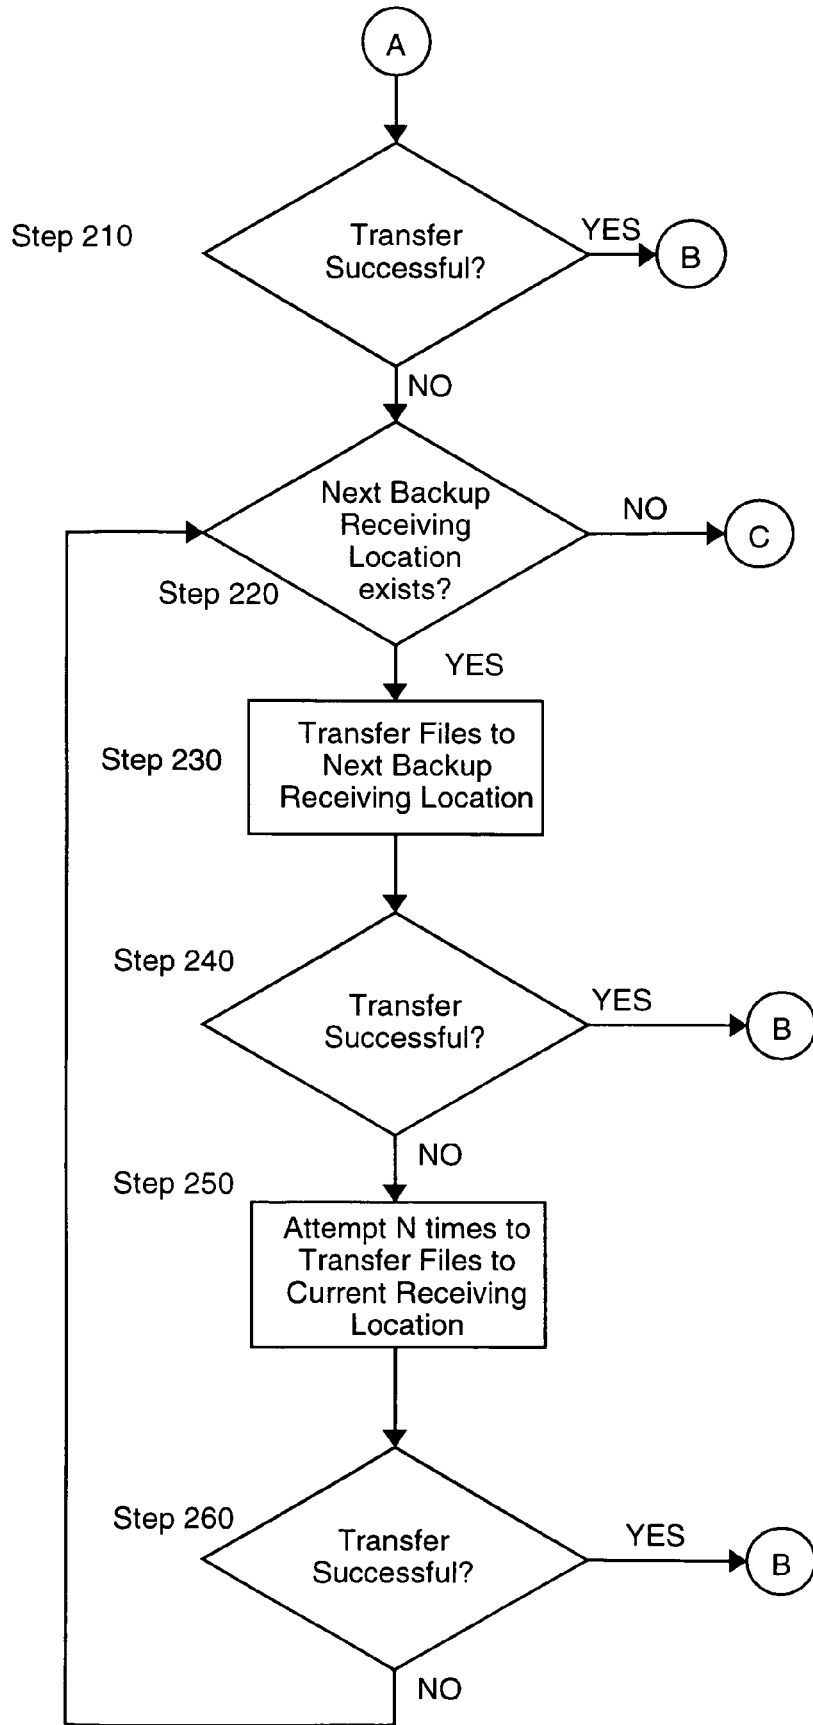 A
Step 210
Transfer
Successful?
YES
B
NO
Next Backup
Receiving
Location
exists?
NO
C
Step 220
YES
Step 230
Transfer Files to
Next Backup
Receiving Location
Step 240
Transfer
Successful?
YES
B
NO
Step 250
Attempt N times to
Transfer Files to
Current Receiving
Location
Step 260
Transfer
Successful?
YES
B
NO